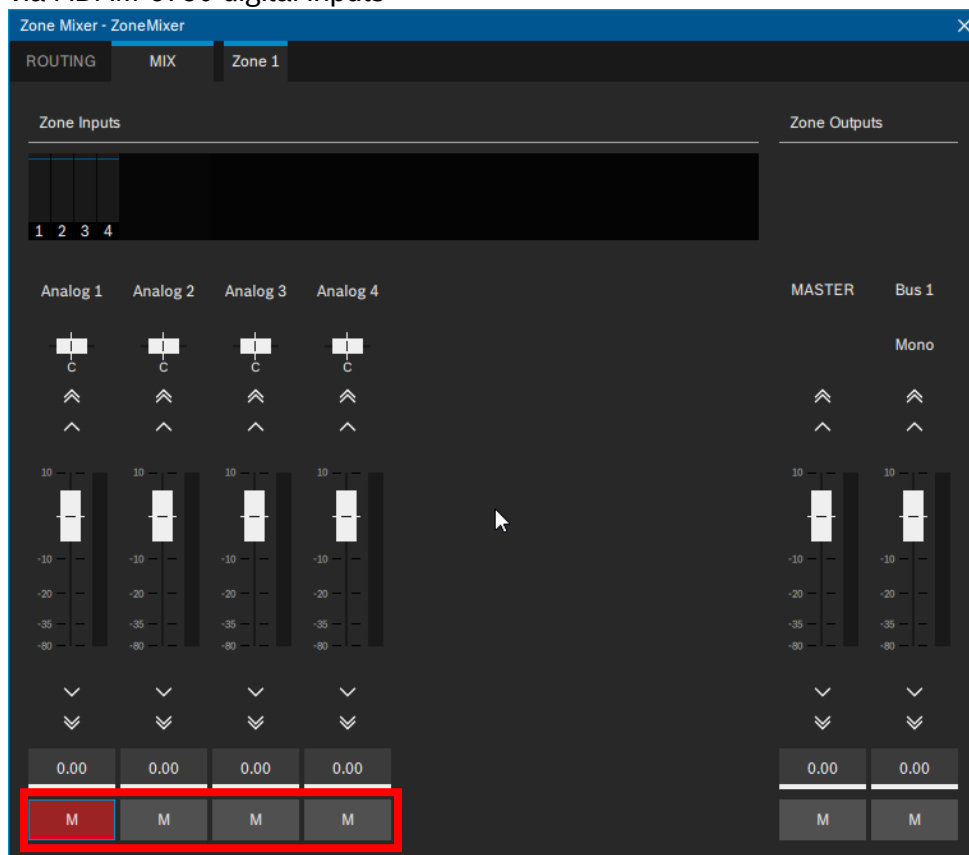 Zone Mixer - ZoneMixer
ROUTING MIX Zone 1
Zone Inputs Zone Outputs
1 2 3 4
Analog 1 Analog 2 Analog 3 Analog 4 MASTER Bus 1
Mono
C C C C
10 10 10 10 10 10
-10 -10 -10 -10 -10 -10
-20 -20 -20 -20 -20 -20
-35 -35 -35 -35 -35 -35
-80 -80 -80 -80 -80 -80
0.00 0.00 0.00 0.00 0.00 0.00
M M M M M M